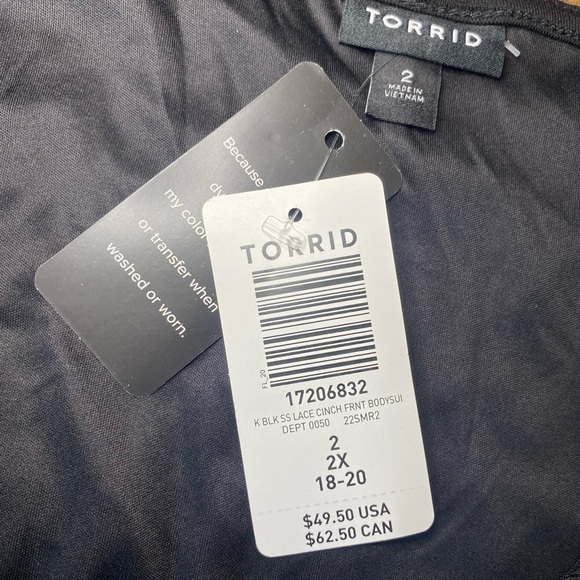 TORRID
2
MADE IN
VIETNAM
Because
my color
or transfer when
washed or worn.
TORRID
FL_20
17206832
K BLK SS LACE CINCH FRNT BODYSUI
DEPT 0050 22SMR2
2
2X
18-20
$49.50 USA
$62.50 CAN